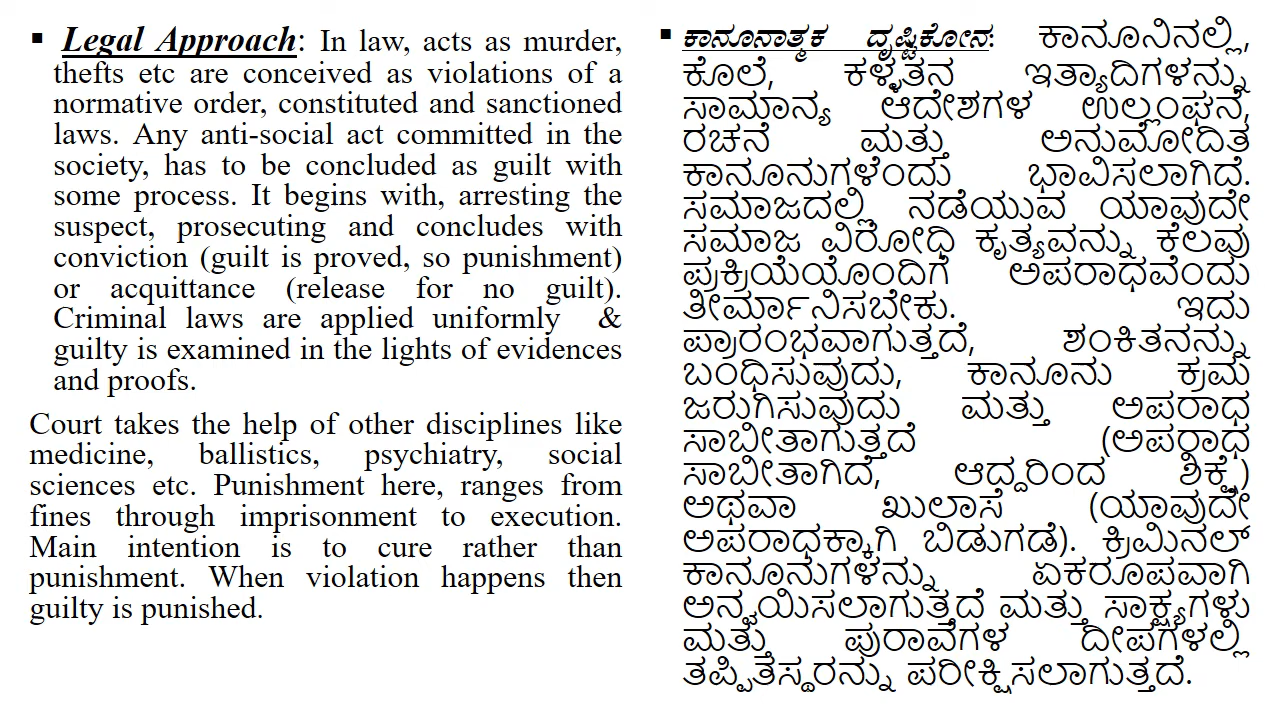 ▪ Legal Approach: In law, acts as murder,
thefts etc are conceived as violations of a
normative order, constituted and sanctioned
laws. Any anti-social act committed in the
society, has to be concluded as guilt with
some process. It begins with, arresting the
suspect, prosecuting and concludes with
conviction (guilt is proved, so punishment)
or acquittance (release for no guilt).
Criminal laws are applied uniformly & 
guilty is examined in the lights of evidences
and proofs.
Court takes the help of other disciplines like
medicine, ballistics, psychiatry, social
sciences etc. Punishment here, ranges from
fines through imprisonment to execution.
Main intention is to cure rather than
punishment. When violation happens then
guilty is punished.
▪ ಕಾನೂನಾತ್ಮಕ ದೃಷ್ಟಿಕೋನ: ಕಾನೂನಿನಲ್ಲಿ,
ಕೊಲೆ, ಕಳ್ಳತನ ಇತ್ಯಾದಿಗಳನ್ನು
ಸಾಮಾನ್ಯ ಆದೇಶಗಳ ಉಲ್ಲಂಘನೆ,
ರಚನೆ ಮತ್ತು ಅನುಮೋದಿತ
ಕಾನೂನುಗಳೆಂದು ಭಾವಿಸಲಾಗಿದೆ.
ಸಮಾಜದಲ್ಲಿ ನಡೆಯುವ ಯಾವುದೇ
ಸಮಾಜ ವಿರೋಧಿ ಕೃತ್ಯವನ್ನು ಕೆಲವು
ಪ್ರಕ್ರಿಯೆಯೊಂದಿಗೆ ಅಪರಾಧವೆಂದು
ತೀರ್ಮಾನಿಸಬೇಕು. ಇದು
ಪ್ರಾರಂಭವಾಗುತ್ತದೆ, ಶಂಕಿತನನ್ನು
ಬಂಧಿಸುವುದು, ಕಾನೂನು ಕ್ರಮ
ಜರುಗಿಸುವುದು ಮತ್ತು ಅಪರಾಧ
ಸಾಬೀತಾಗುತ್ತದೆ (ಅಪರಾಧ
ಸಾಬೀತಾಗಿದೆ, ಆದ್ದರಿಂದ ಶಿಕ್ಷೆ)
ಅಥವಾ ಖುಲಾಸೆ (ಯಾವುದೇ
ಅಪರಾಧಕ್ಕಾಗಿ ಬಿಡುಗಡೆ). ಕ್ರಿಮಿನಲ್
ಕಾನೂನುಗಳನ್ನು ಏಕರೂಪವಾಗಿ
ಅನ್ವಯಿಸಲಾಗುತ್ತದೆ ಮತ್ತು ಸಾಕ್ಷ್ಯಗಳು
ಮತ್ತು ಪುರಾವೆಗಳ ದೀಪಗಳಲ್ಲಿ
ತಪ್ಪಿತಸ್ಥರನ್ನು ಪರೀಕ್ಷಿಸಲಾಗುತ್ತದೆ.